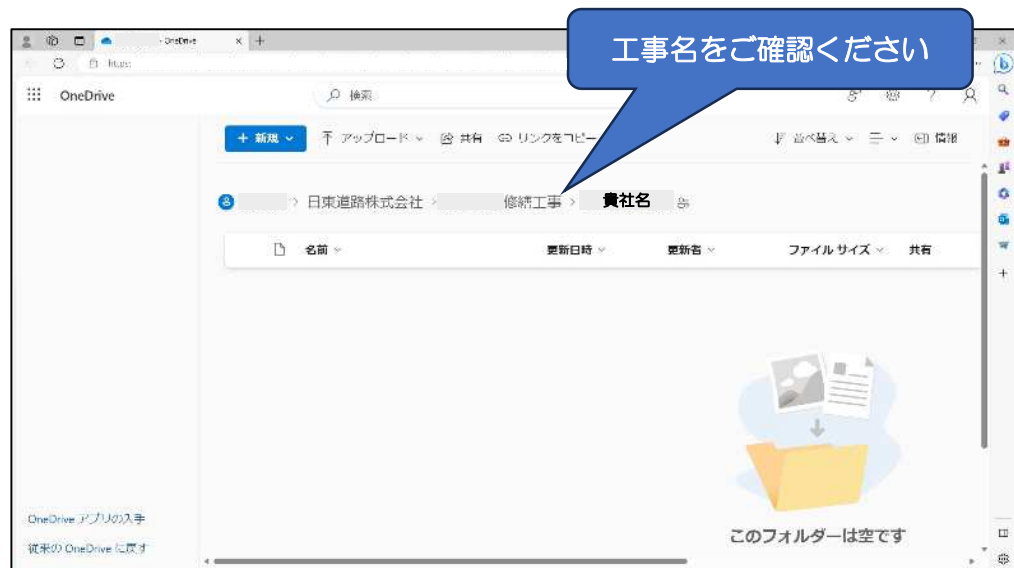 工事名をご確認ください
OneDrive
https:
OneDrive
検索
+ 新規
アップロード
共有
リンクをコピー
並べ替え
情報
日東道路株式会社 > 修繕工事 > 貴社名
名前 更新日時 更新者 ファイル サイズ 共有
このフォルダーは空です
OneDrive アプリの入手
従来の OneDrive に戻す